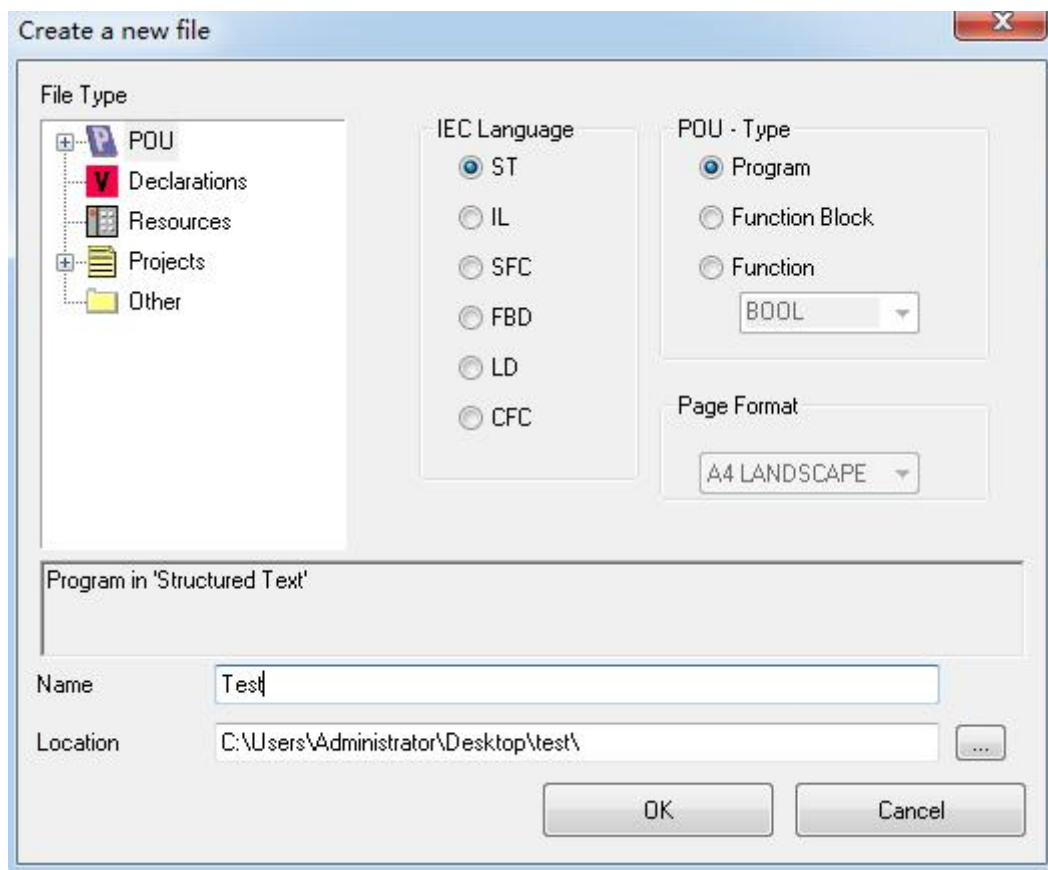 Create a new file
File Type
POU
Declarations
Resources
Projects
Other
IEC Language
ST
IL
SFC
FBD
LD
CFC
POU - Type
Program
Function Block
Function
BOOL
Page Format
A4 LANDSCAPE
Program in 'Structured Text'
Name
Test
Location
C:\Users\Administrator\Desktop\test\
...
OK
Cancel